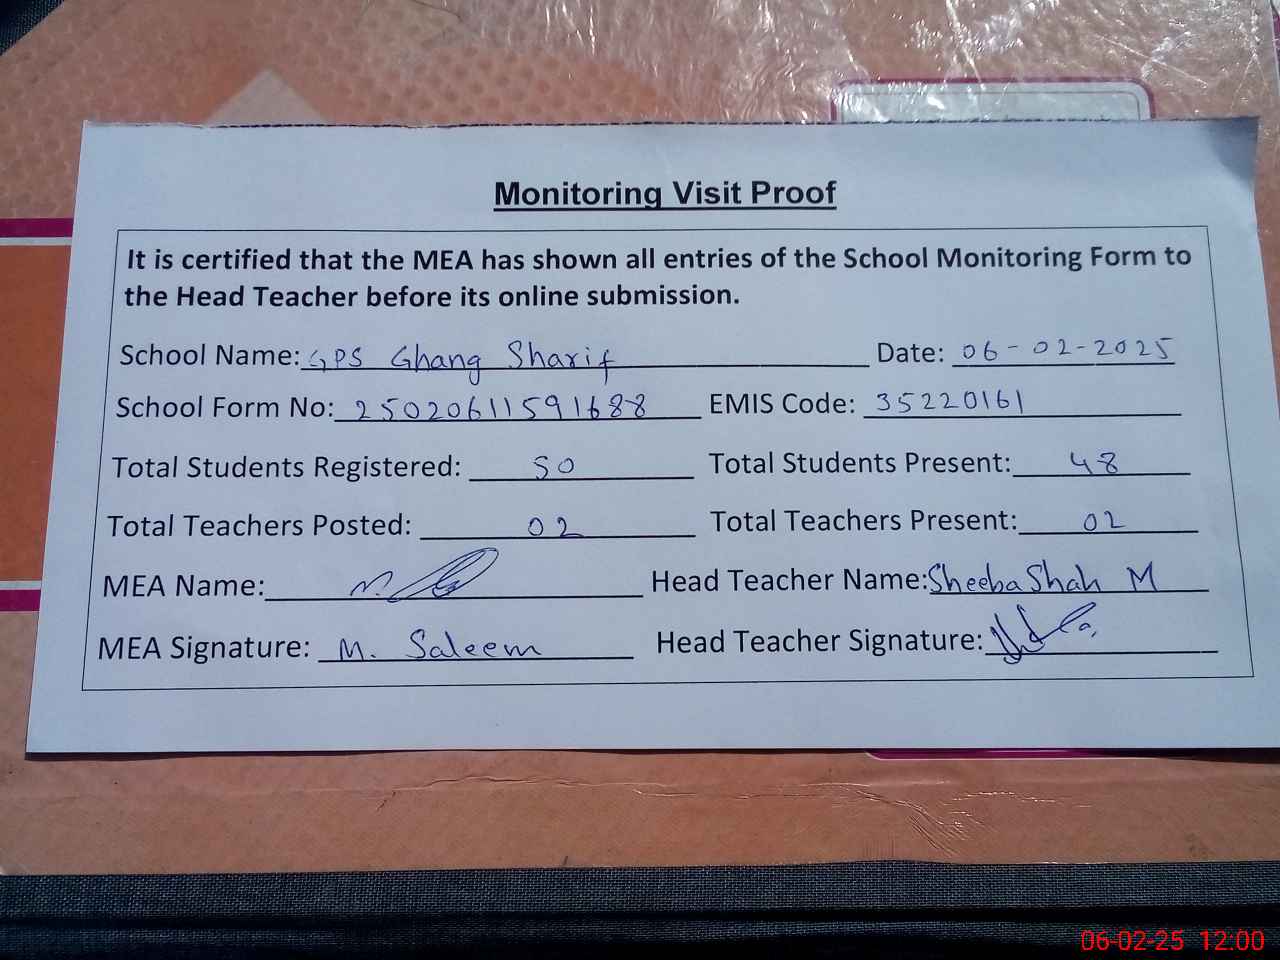 Monitoring Visit Proof
It is certified that the MEA has shown all entries of the School Monitoring Form to
the Head Teacher before its online submission.
School Name: GPS Ghang Sharif Date: 06-02-2025
School Form No: 25020611591688 EMIS Code: 35220161
Total Students Registered: 50 Total Students Present: 48
Total Teachers Posted: 02 Total Teachers Present: 02
MEA Name: Head Teacher Name: Sheeba Shah M
MEA Signature: M. Saleem Head Teacher Signature:
06-02-25 12:00